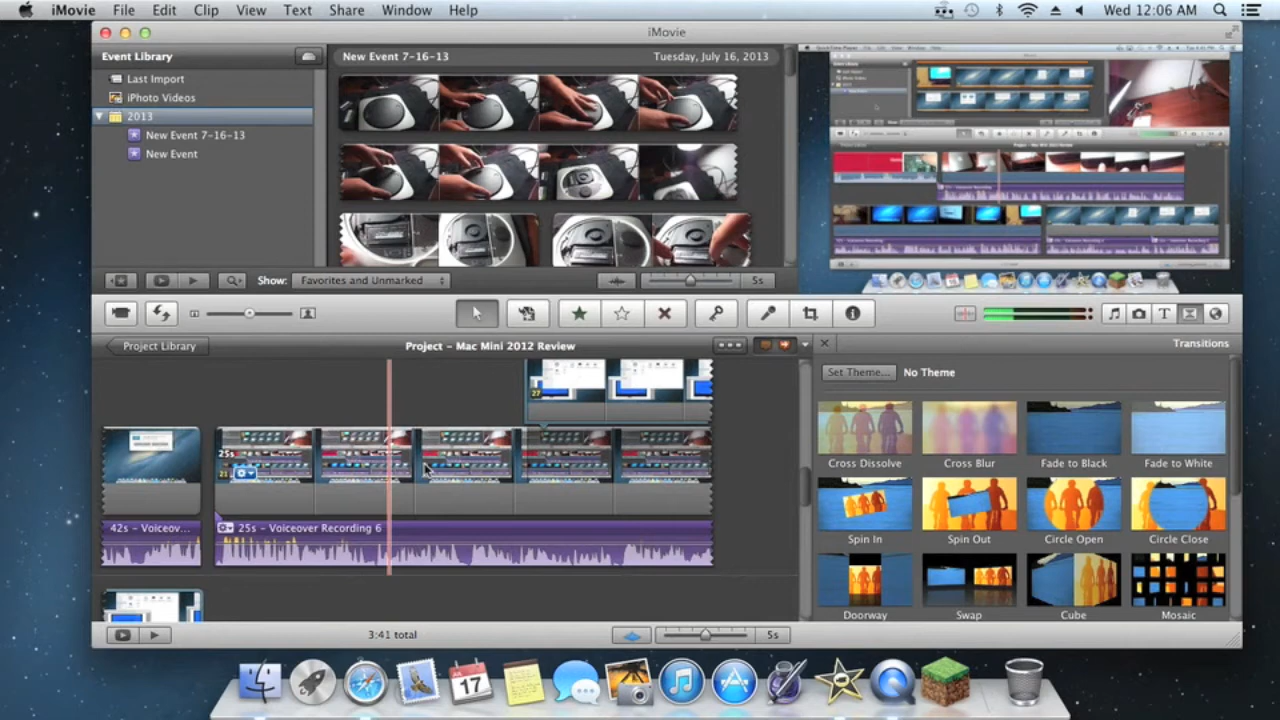 iMovie File Edit Clip View Text Share Window Help Wed 12:06 AM
iMovie
Event Library
New Event 7-16-13 Tuesday, July 16, 2013
Last Import
iPhoto Videos
2013
New Event 7-16-13
New Event
Show: Favorites and Unmarked 5s
Project Library Project - Mac Mini 2012 Review Transitions
Set Theme... No Theme
27
Cross Dissolve Cross Blur Fade to Black Fade to White
25s
21
42s - Voiceov... 25s - Voiceover Recording 6
Spin In Spin Out Circle Open Circle Close
Doorway Swap Cube Mosaic
3:41 total 5s
17